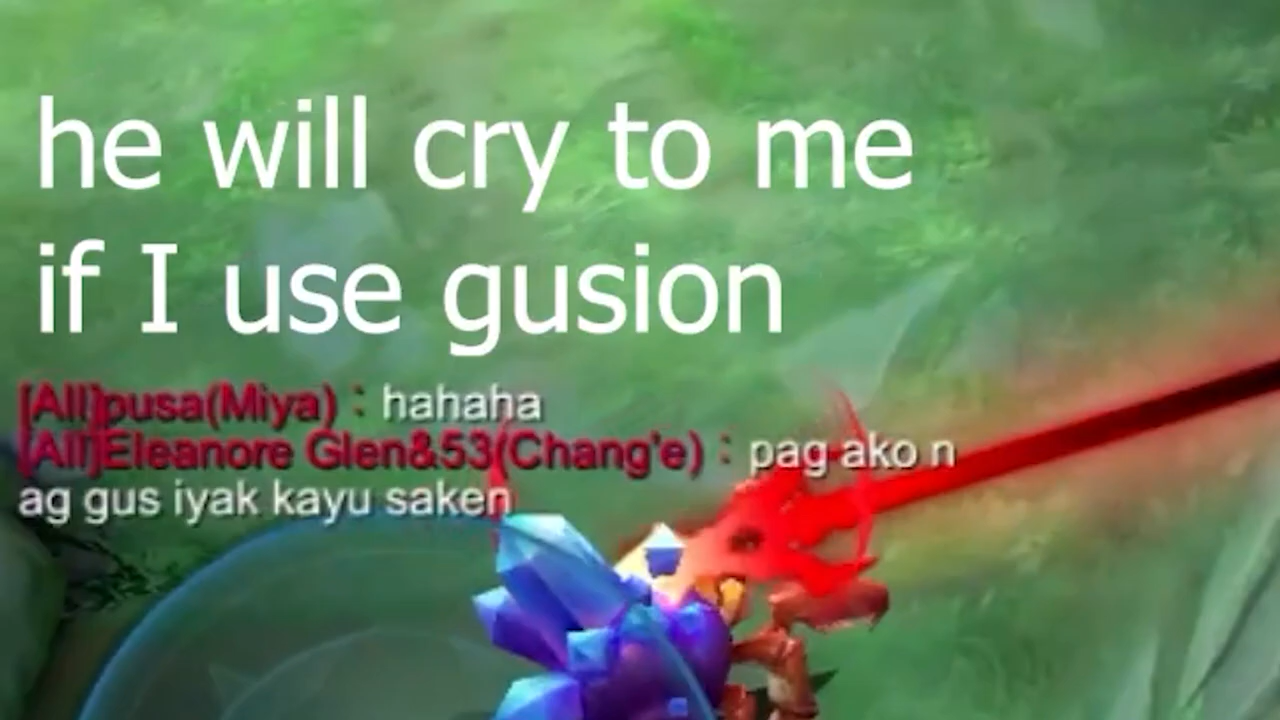 he will cry to me
if I use gusion
[All]pusa(Miya) : hahaha
[All]Eleanore Glen&53(Chang'e) : pag ako n
ag gus iyak kayu saken